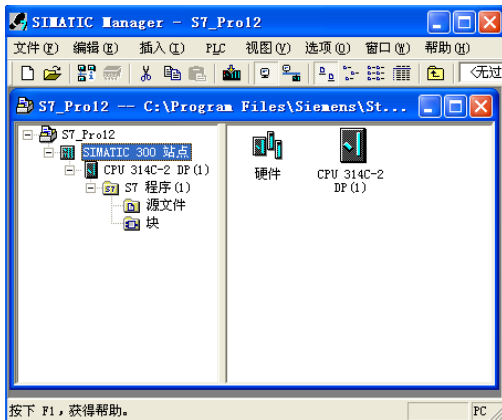 SIMATIC Manager - S7_Pro12
文件(F) 编辑(E) 插入(I) PLC 视图(V) 选项(O) 窗口(W) 帮助(H)
<无过
S7_Pro12 -- C:\Program Files\Siemens\St...
S7_Pro12
SIMATIC 300 站点
CPU 314C-2 DP(1)
S7 程序(1)
源文件
块
硬件
CPU 314C-2
DP(1)
按下 F1，获得帮助。
PC